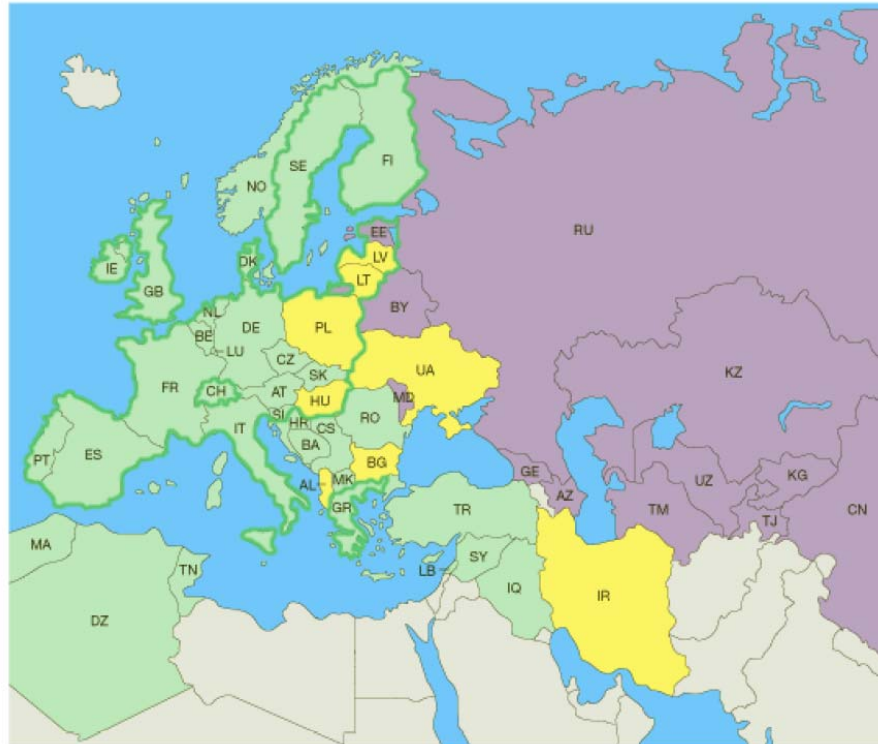 SE
FI
NO
RU
EE
IE
DK
LV
LT
GB
NL
BY
DE
PL
BE
LU
CZ
UA
KZ
SK
FR
CH
AT
HU
MD
SI
RO
IT
HR
CS
BA
PT
ES
BG
GE
AZ
UZ
KG
AL
MK
TM
TJ
CN
GR
TR
MA
TN
LB
SY
IQ
IR
DZ